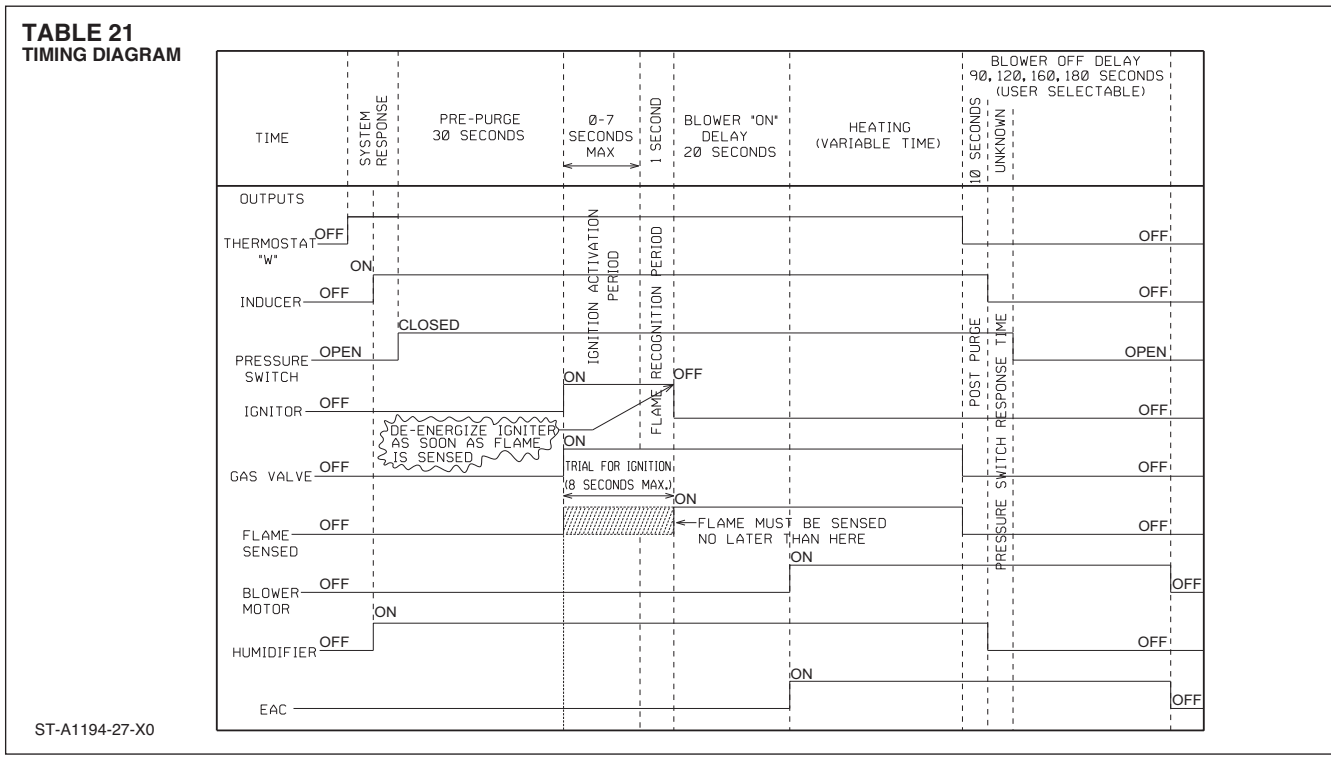 TABLE 21
TIMING DIAGRAM
TIME
SYSTEM
RESPONSE
PRE-PURGE
30 SECONDS
0-7
SECONDS
MAX
1 SECOND
BLOWER "ON"
DELAY
20 SECONDS
HEATING
(VARIABLE TIME)
10 SECONDS
UNKNOWN
BLOWER OFF DELAY
90,120,160,180 SECONDS
(USER SELECTABLE)
OUTPUTS
THERMOSTAT
"W"
OFF
OFF
INDUCER
OFF
ON
OFF
PRESSURE
SWITCH
OPEN
CLOSED
OPEN
IGNITION ACTIVATION
PERIOD
FLAME RECOGNITION PERIOD
POST PURGE
PRESSURE SWITCH RESPONSE TIME
IGNITOR
OFF
ON
OFF
OFF
DE-ENERGIZE IGNITER
AS SOON AS FLAME
IS SENSED
GAS VALVE
OFF
ON
OFF
TRIAL FOR IGNITION
(8 SECONDS MAX.)
FLAME
SENSED
OFF
ON
FLAME MUST BE SENSED
NO LATER THAN HERE
OFF
BLOWER
MOTOR
OFF
ON
OFF
HUMIDIFIER
OFF
ON
OFF
EAC
ON
OFF
ST-A1194-27-X0